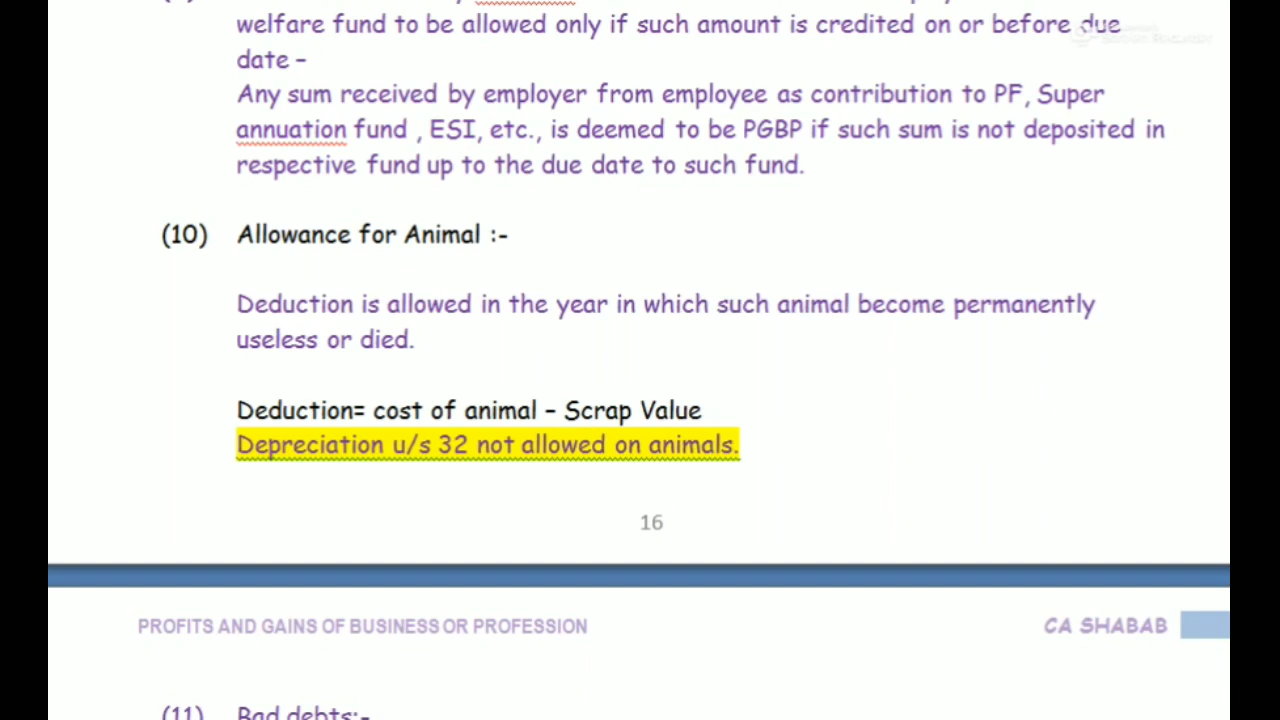 welfare fund to be allowed only if such amount is credited on or before due
date –
Any sum received by employer from employee as contribution to PF, Super
annuation fund , ESI, etc., is deemed to be PGBP if such sum is not deposited in
respective fund up to the due date to such fund.
(10) Allowance for Animal :-
Deduction is allowed in the year in which such animal become permanently
useless or died.
Deduction= cost of animal – Scrap Value
Depreciation u/s 32 not allowed on animals.
16
PROFITS AND GAINS OF BUSINESS OR PROFESSION
CA SHABAB
(11) Bad debts:-